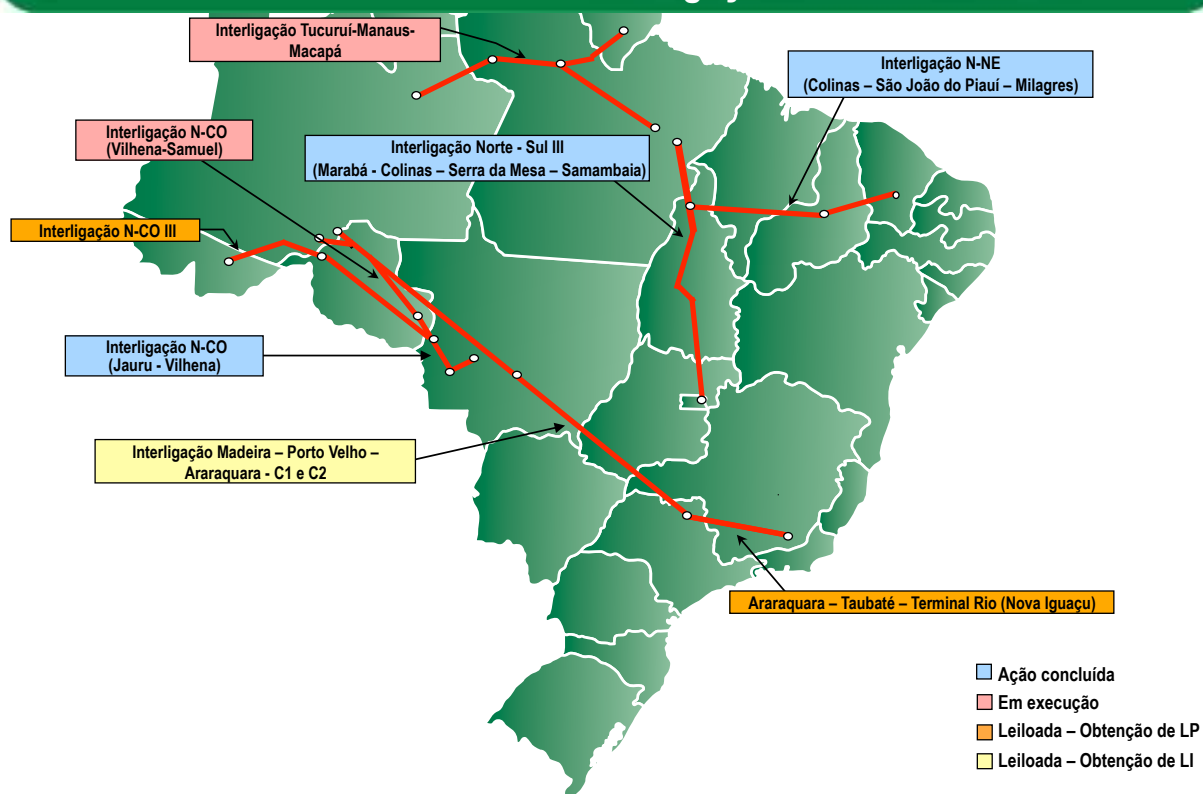 Interligação Tucuruí-Manaus-
Macapá
Interligação N-NE
(Colinas – São João do Piauí – Milagres)
Interligação N-CO
(Vilhena-Samuel)
Interligação Norte - Sul III
(Marabá - Colinas – Serra da Mesa – Samambaia)
Interligação N-CO III
Interligação N-CO
(Jauru - Vilhena)
Interligação Madeira – Porto Velho –
Araraquara - C1 e C2
Araraquara – Taubaté – Terminal Rio (Nova Iguaçu)
Ação concluída
Em execução
Leiloada – Obtenção de LP
Leiloada – Obtenção de LI